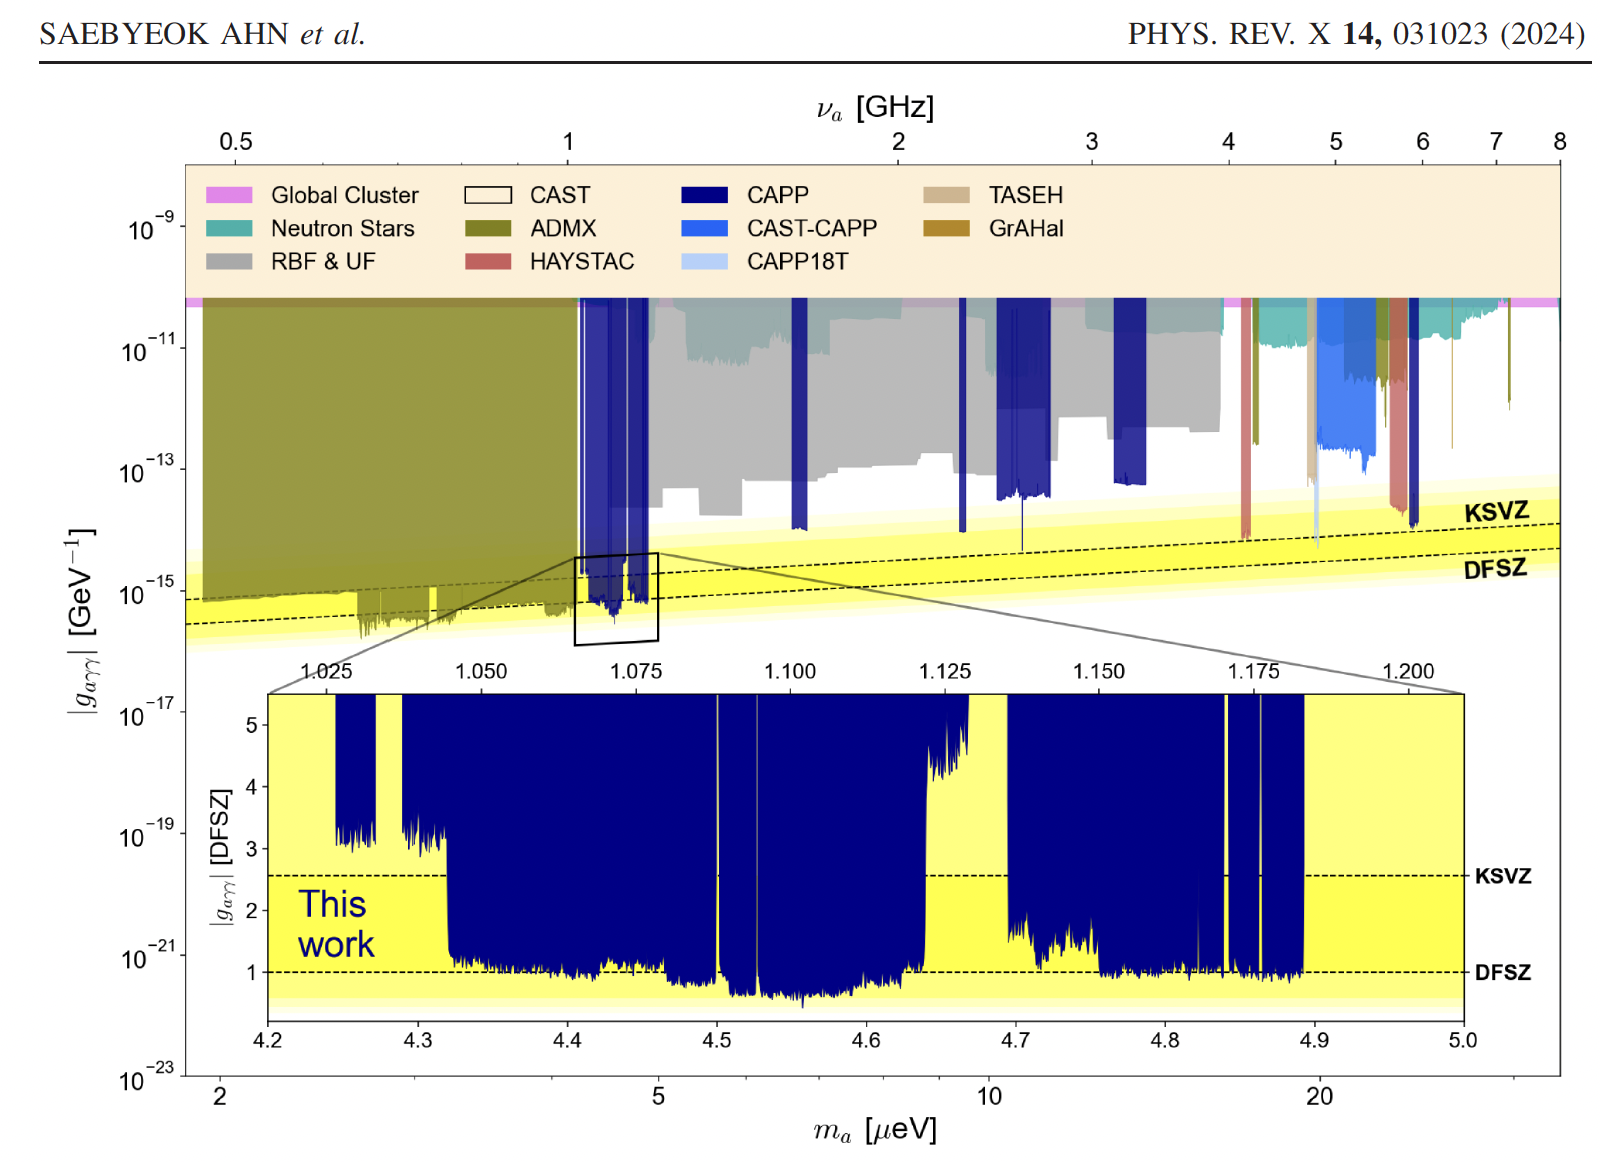 SAEBYEOK AHN et al.
PHYS. REV. X 14, 031023 (2024)
νa [GHz]
0.5 1 2 3 4 5 6 7 8
Global Cluster CAST CAPP TASEH
Neutron Stars ADMX CAST-CAPP GrAHal
RBF & UF HAYSTAC CAPP18T
10−9
10−11
10−13
10−15
10−17
10−19
10−21
10−23
|gaγγ| [GeV−1]
KSVZ
DFSZ
1.025 1.050 1.075 1.100 1.125 1.150 1.175 1.200
5
4
3
2
1
|gaγγ| [DFSZ]
This
work
KSVZ
DFSZ
4.2 4.3 4.4 4.5 4.6 4.7 4.8 4.9 5.0
2 5 10 20
ma [μeV]